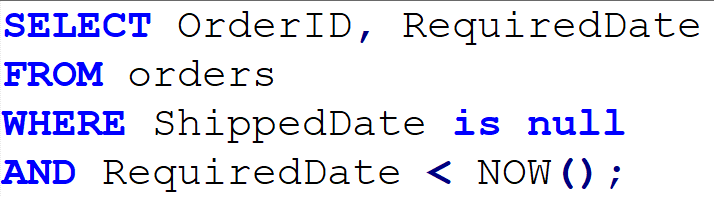 SELECT OrderID, RequiredDate
FROM orders
WHERE ShippedDate is null
AND RequiredDate < NOW();